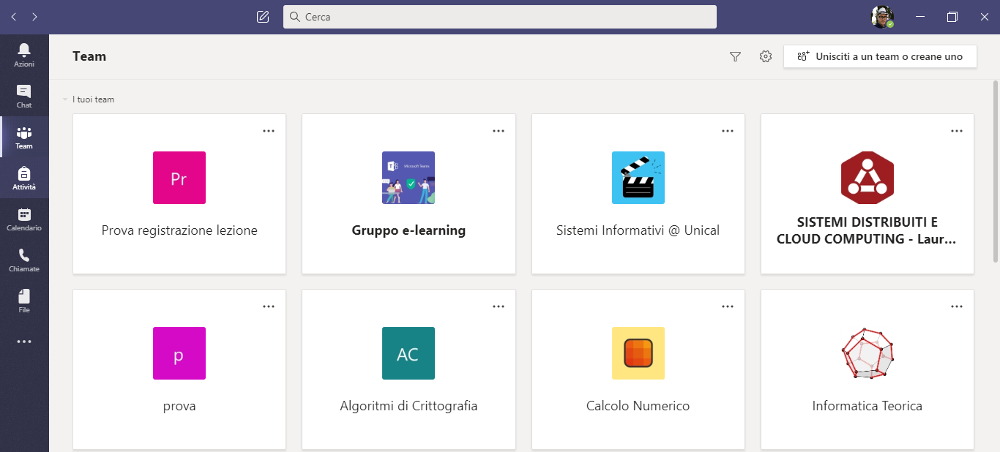 Cerca
Azioni
Chat
Team
Attività
Calendario
Chiamate
File
Team
Unisciti a un team o creane uno
I tuoi team
Pr
Prova registrazione lezione
Microsoft Teams
Gruppo e-learning
Sistemi Informativi @ Unical
SISTEMI DISTRIBUITI E
CLOUD COMPUTING - Laur...
p
prova
AC
Algoritmi di Crittografia
Calcolo Numerico
Informatica Teorica